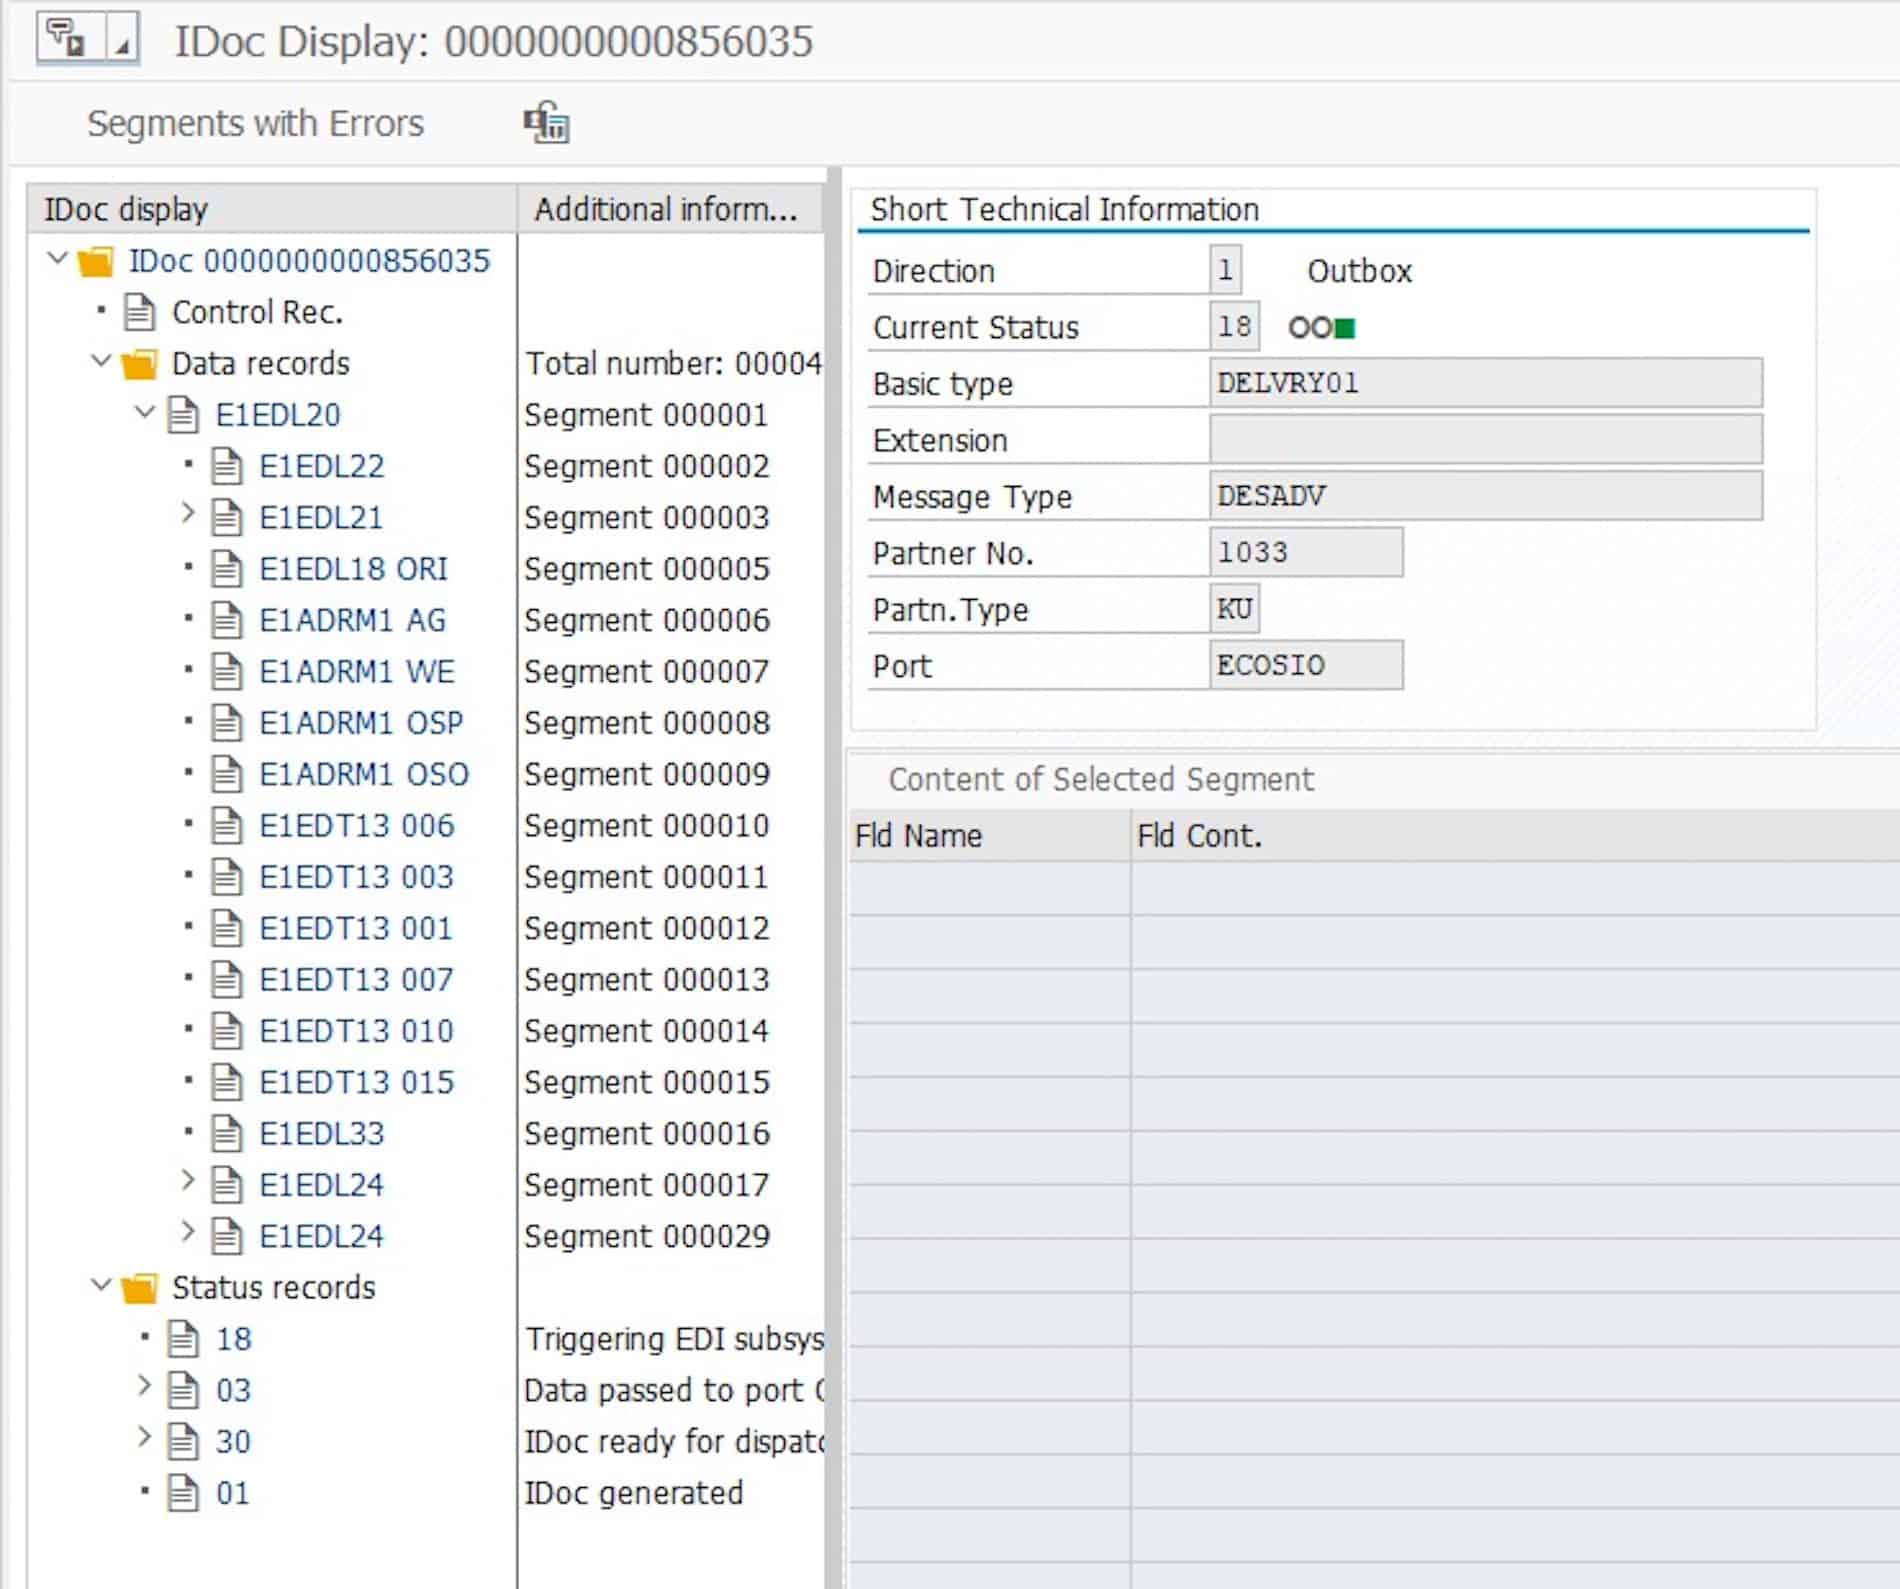 IDoc Display: 0000000000856035
Segments with Errors
IDoc display Additional inform...
IDoc 0000000000856035
Control Rec.
Data records Total number: 00004
E1EDL20 Segment 000001
E1EDL22 Segment 000002
E1EDL21 Segment 000003
E1EDL18 ORI Segment 000005
E1ADRM1 AG Segment 000006
E1ADRM1 WE Segment 000007
E1ADRM1 OSP Segment 000008
E1ADRM1 OSO Segment 000009
E1EDT13 006 Segment 000010
E1EDT13 003 Segment 000011
E1EDT13 001 Segment 000012
E1EDT13 007 Segment 000013
E1EDT13 010 Segment 000014
E1EDT13 015 Segment 000015
E1EDL33 Segment 000016
E1EDL24 Segment 000017
E1EDL24 Segment 000029
Status records
18 Triggering EDI subsys
03 Data passed to port
30 IDoc ready for dispatc
01 IDoc generated
Short Technical Information
Direction 1 Outbox
Current Status 18
Basic type DELVRY01
Extension
Message Type DESADV
Partner No. 1033
Partn.Type KU
Port ECOSIO
Content of Selected Segment
Fld Name Fld Cont.